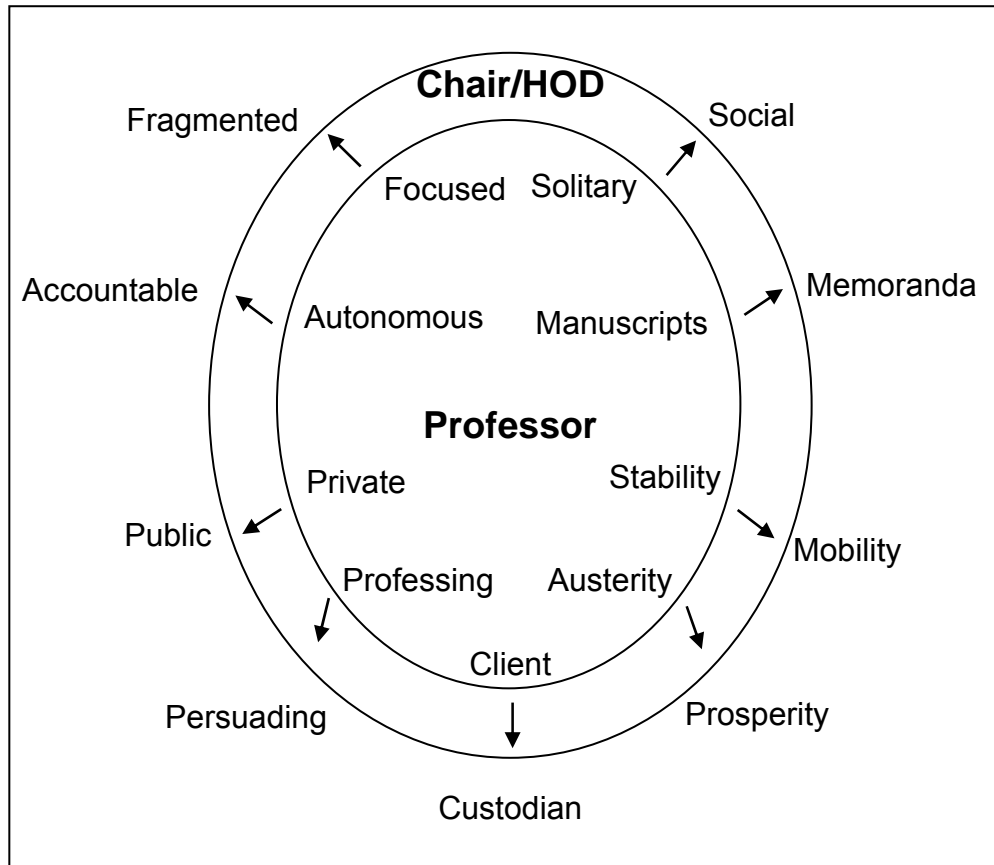 Chair/HOD
Fragmented
Social
Focused
Solitary
Accountable
Memoranda
Autonomous
Manuscripts
Professor
Private
Stability
Public
Mobility
Professing
Austerity
Client
Persuading
Prosperity
Custodian